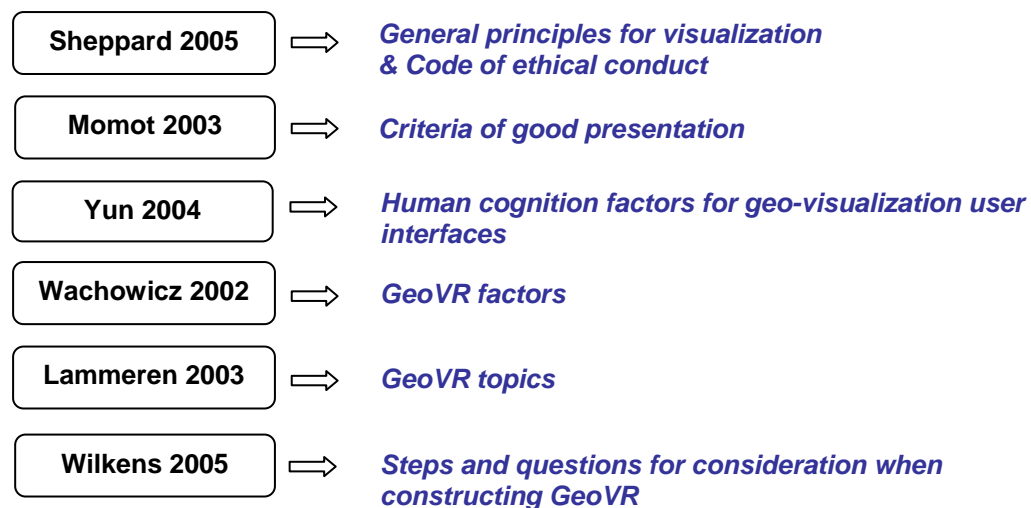 Sheppard 2005
General principles for visualization
& Code of ethical conduct
Momot 2003
Criteria of good presentation
Yun 2004
Human cognition factors for geo-visualization user
interfaces
Wachowicz 2002
GeoVR factors
Lammeren 2003
GeoVR topics
Wilkens 2005
Steps and questions for consideration when
constructing GeoVR